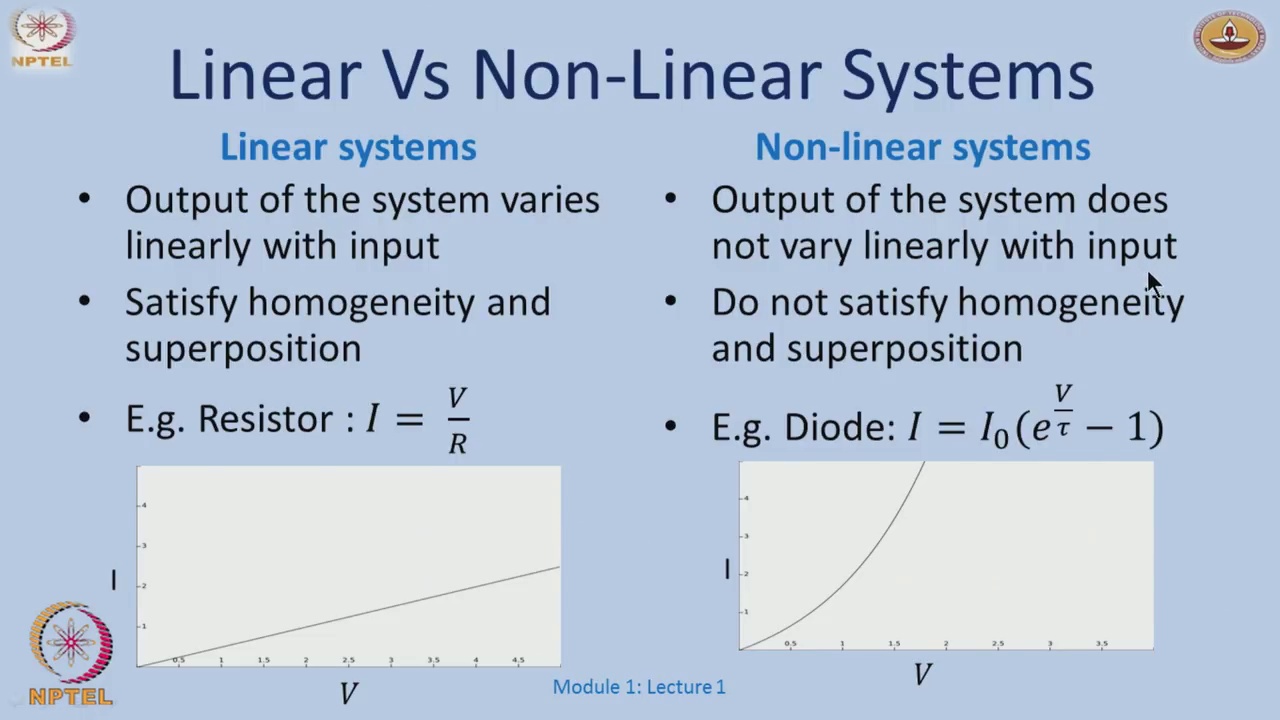 NPTEL
Linear Vs Non-Linear Systems
Linear systems
• Output of the system varies
linearly with input
• Satisfy homogeneity and
superposition
• E.g. Resistor : I = V/R
4
3
2
1
I
0.5 1 1.5 2 2.5 3 3.5 4 4.5
V
Non-linear systems
• Output of the system does
not vary linearly with input
• Do not satisfy homogeneity
and superposition
• E.g. Diode: I = I₀(e^(V/τ) − 1)
4
3
2
1
I
0.5 1 1.5 2 2.5 3 3.5
V
NPTEL
Module 1: Lecture 1